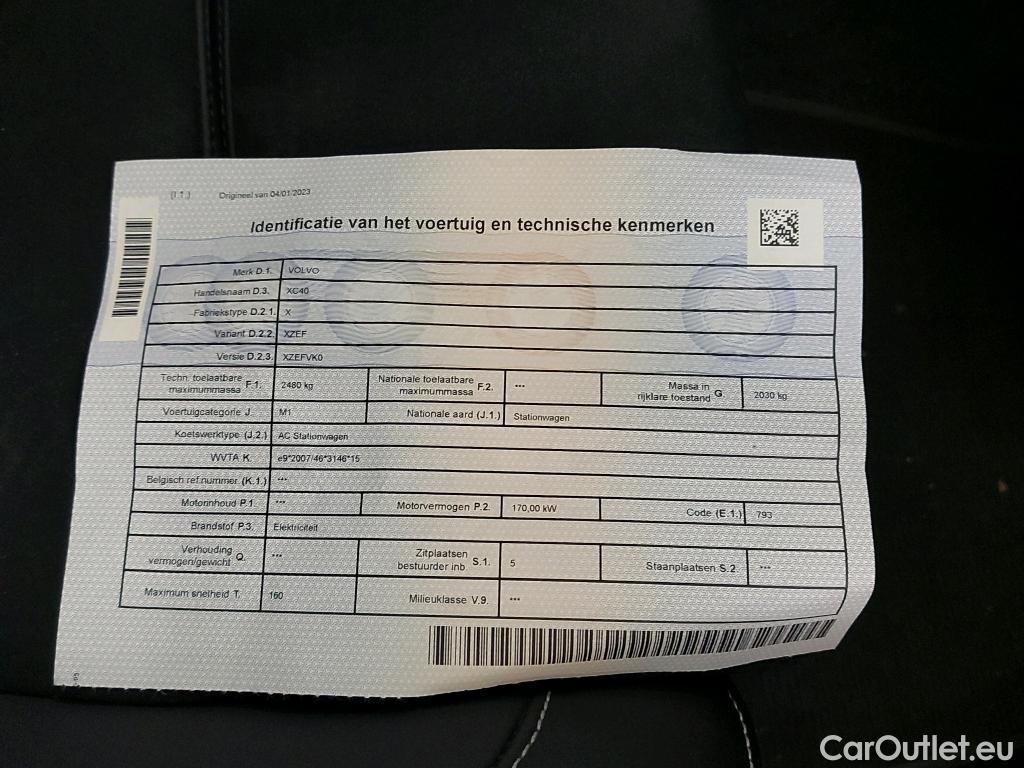 (I.1.) Origineel van 04/01/2023
Identificatie van het voertuig en technische kenmerken
Merk D.1. VOLVO
Handelsnaam D.3. XC40
Fabriekstype D.2.1. X
Variant D.2.2. XZEF
Versie D.2.3. XZEFVK0
Techn. toelaatbare maximummassa F.1. 2480 kg Nationale toelaatbare maximummassa F.2. --- Massa in rijklare toestand G. 2030 kg
Voertuigcategorie J. M1 Nationale aard (J.1.) Stationwagen
Koetswerktype (J.2.) AC Stationwagen
WVTA K. e9*2007/46*3146*15
Belgisch ref.nummer (K.1.) ---
Motorinhoud P.1. --- Motorvermogen P.2. 170,00 kW Code (E.1.) 793
Brandstof P.3. Elektriciteit
Verhouding vermogen/gewicht Q. --- Zitplaatsen bestuurder inb. S.1. 5 Staanplaatsen S.2. ---
Maximum snelheid T. 160 Milieuklasse V.9. ---
CarOutlet.eu